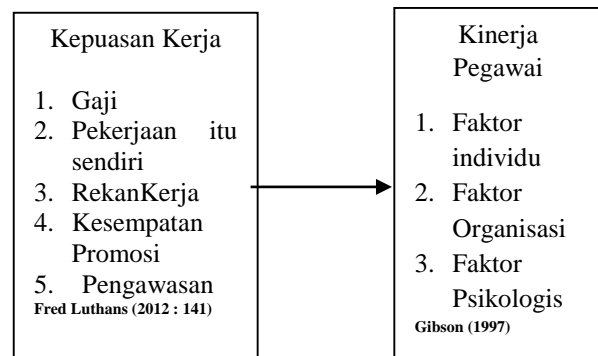 Kepuasan Kerja
1. Gaji
2. Pekerjaan itu
sendiri
3. RekanKerja
4. Kesempatan
Promosi
5. Pengawasan
Fred Luthans (2012 : 141)
Kinerja
Pegawai
1. Faktor
individu
2. Faktor
Organisasi
3. Faktor
Psikologis
Gibson (1997)